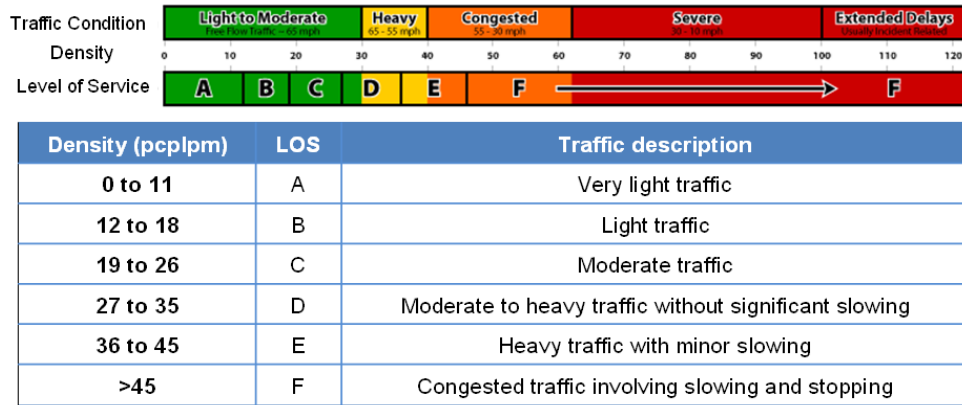 Traffic Condition Light to Moderate Heavy Congested Severe Extended Delays
Free Flow Traffic – 65 mph 65 - 55 mph 55 - 30 mph 30 - 10 mph Usually Incident Related
Density 0 10 20 30 40 50 60 70 80 90 100 110 120
Level of Service A B C D E F F
Density (pcplpm) LOS Traffic description
0 to 11 A Very light traffic
12 to 18 B Light traffic
19 to 26 C Moderate traffic
27 to 35 D Moderate to heavy traffic without significant slowing
36 to 45 E Heavy traffic with minor slowing
>45 F Congested traffic involving slowing and stopping